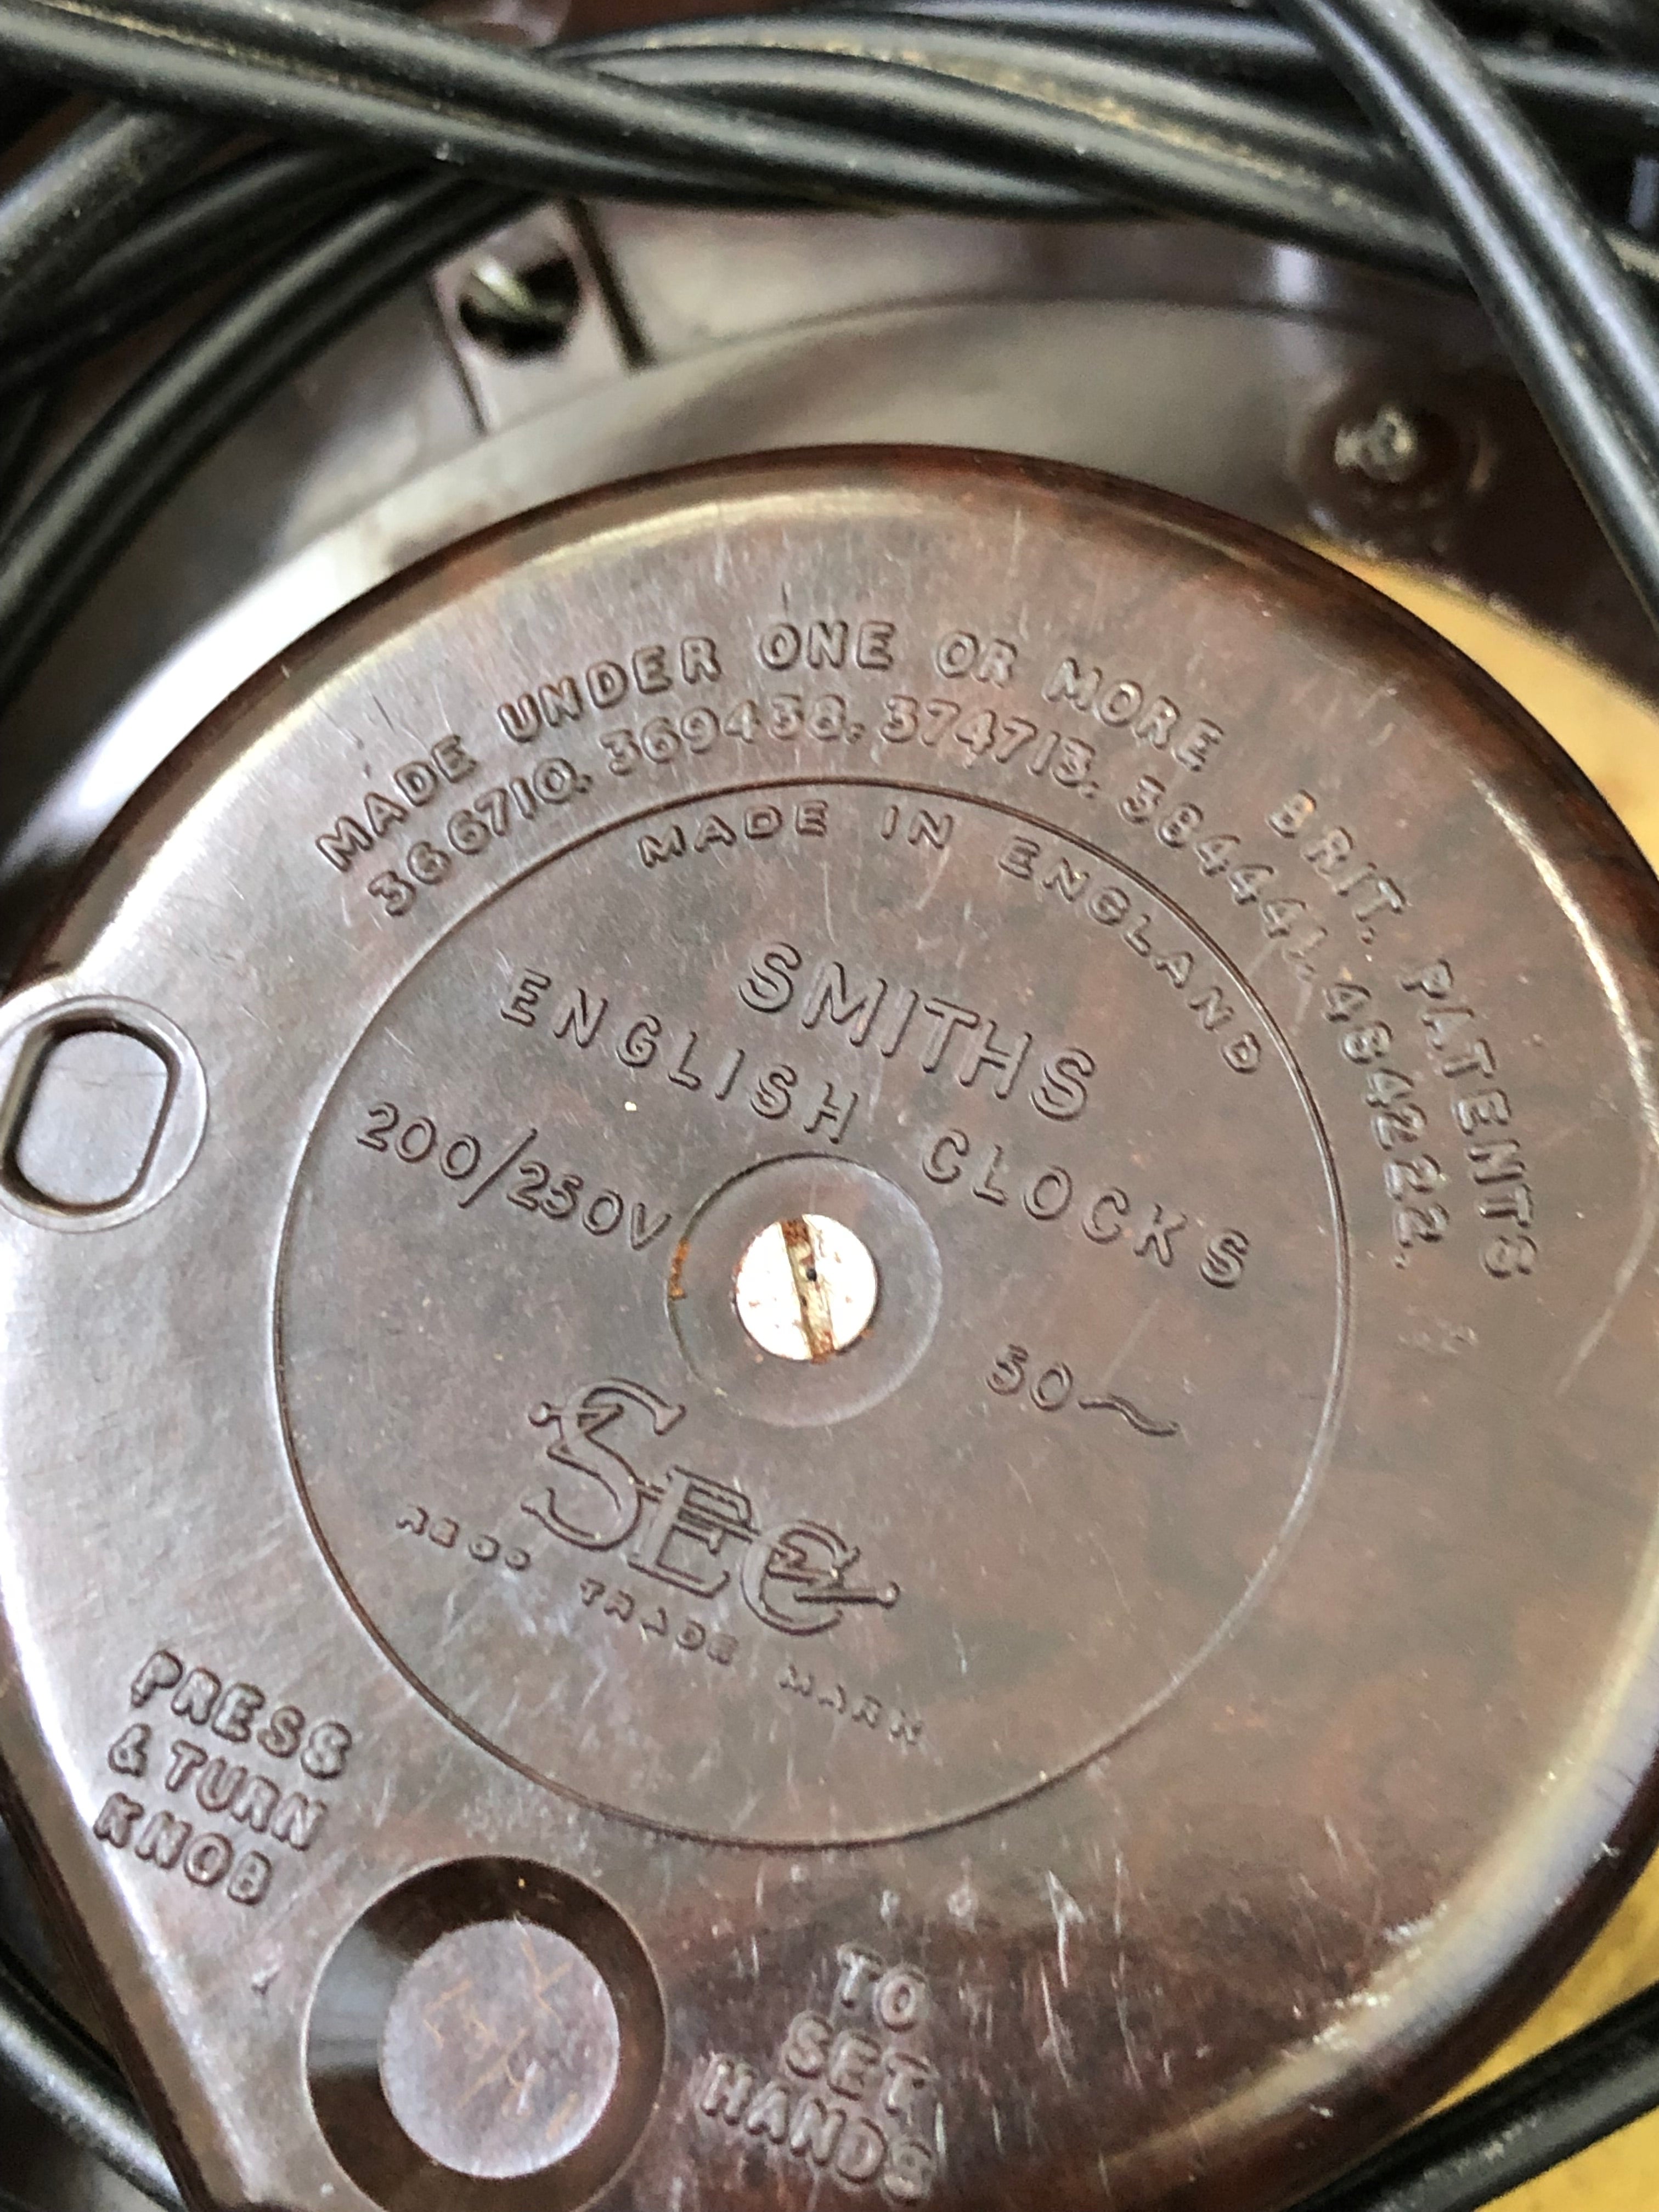 MADE UNDER ONE OR MORE BRIT. PATENTS
366710. 369438. 374713. 384441. 484222.
MADE IN ENGLAND
SMITHS
ENGLISH CLOCKS
200/250V
50~
SEC
REGD TRADE MARK
PRESS
& TURN
KNOB
TO
SET
HANDS